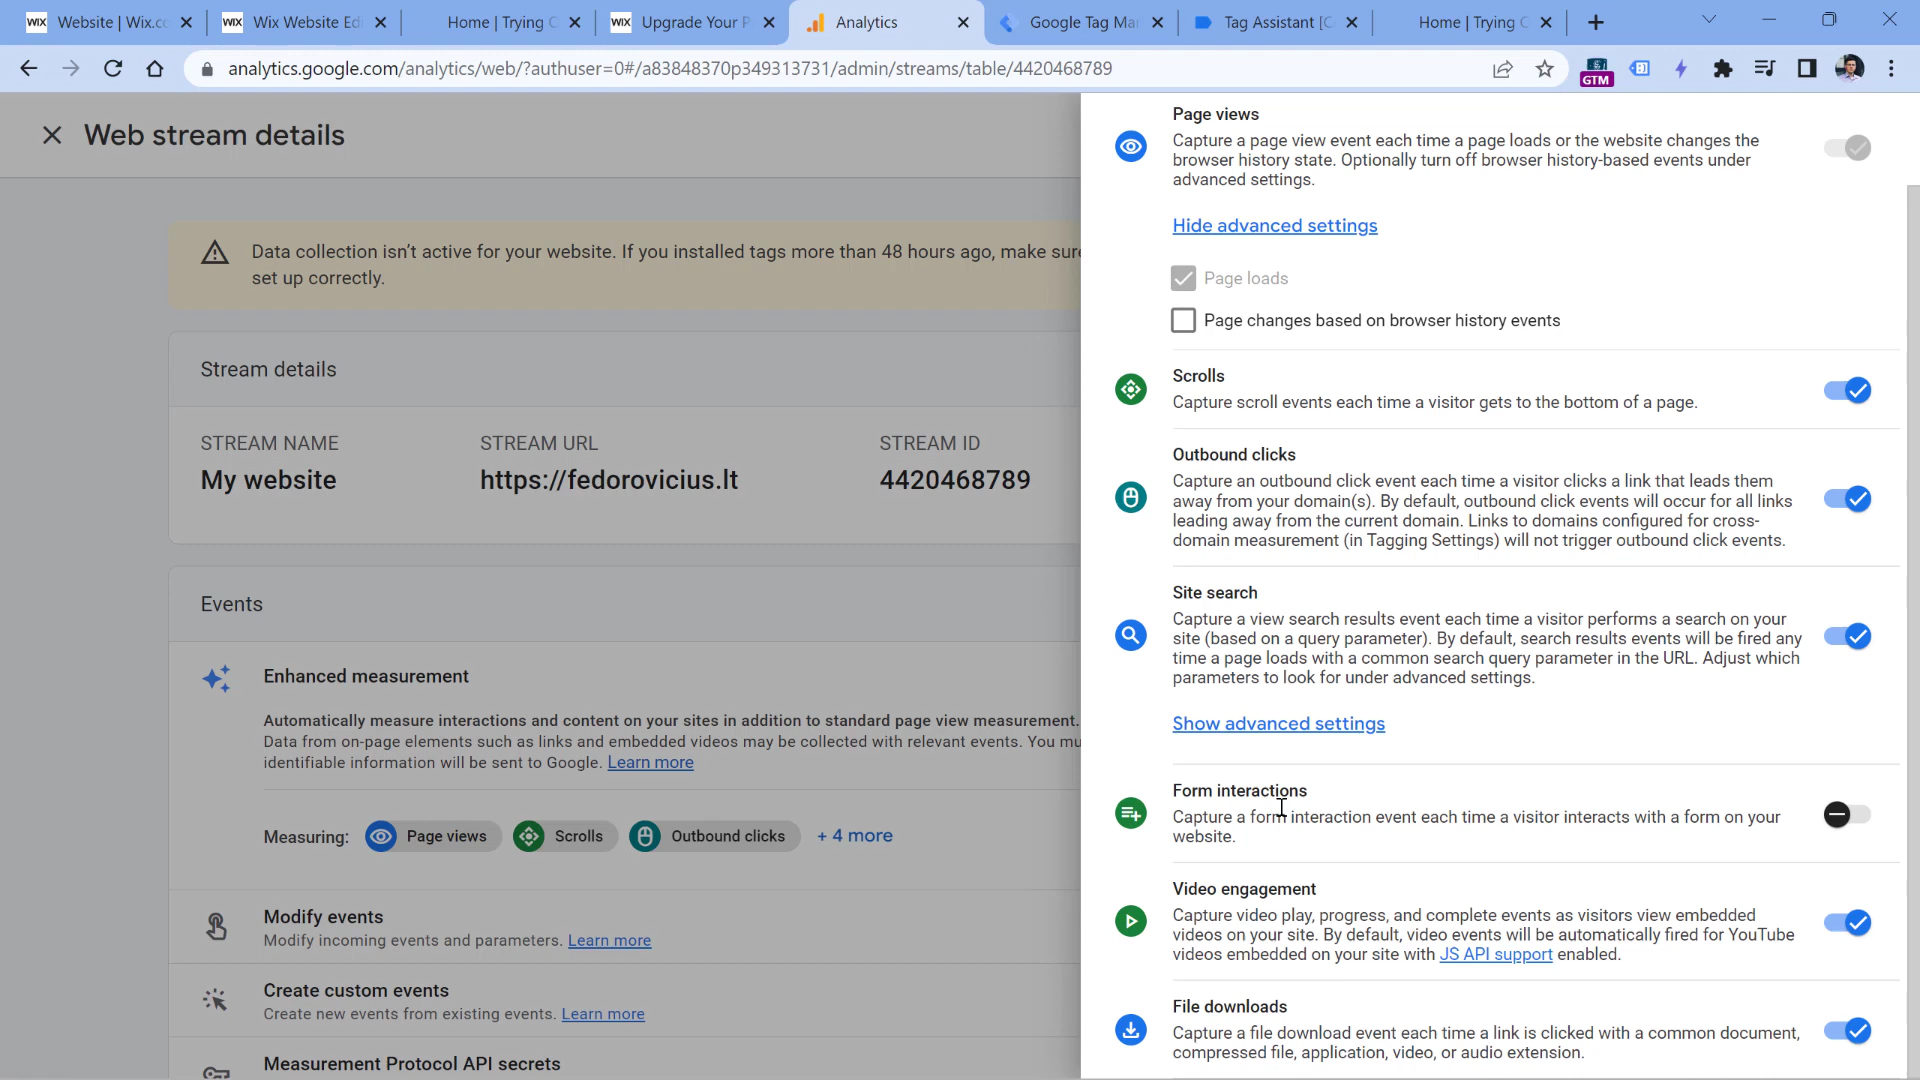 WIX Website | Wix.co
WIX Wix Website Edi
Home | Trying G
WIX Upgrade Your P
Analytics
Google Tag Man
Tag Assistant [C
Home | Trying G
analytics.google.com/analytics/web/?authuser=0#/a83848370p349313731/admin/streams/table/4420468789
GTM
Web stream details
Data collection isn't active for your website. If you installed tags more than 48 hours ago, make sure
set up correctly.
Stream details
STREAM NAME
STREAM URL
STREAM ID
My website
https://fedorovicius.lt
4420468789
Events
Enhanced measurement
Automatically measure interactions and content on your sites in addition to standard page view measurement.
Data from on-page elements such as links and embedded videos may be collected with relevant events. You mu
identifiable information will be sent to Google. Learn more
Measuring: Page views Scrolls Outbound clicks + 4 more
Modify events
Modify incoming events and parameters. Learn more
Create custom events
Create new events from existing events. Learn more
Measurement Protocol API secrets
Page views
Capture a page view event each time a page loads or the website changes the
browser history state. Optionally turn off browser history-based events under
advanced settings.
Hide advanced settings
Page loads
Page changes based on browser history events
Scrolls
Capture scroll events each time a visitor gets to the bottom of a page.
Outbound clicks
Capture an outbound click event each time a visitor clicks a link that leads them
away from your domain(s). By default, outbound click events will occur for all links
leading away from the current domain. Links to domains configured for cross-
domain measurement (in Tagging Settings) will not trigger outbound click events.
Site search
Capture a view search results event each time a visitor performs a search on your
site (based on a query parameter). By default, search results events will be fired any
time a page loads with a common search query parameter in the URL. Adjust which
parameters to look for under advanced settings.
Show advanced settings
Form interactions
Capture a form interaction event each time a visitor interacts with a form on your
website.
Video engagement
Capture video play, progress, and complete events as visitors view embedded
videos on your site. By default, video events will be automatically fired for YouTube
videos embedded on your site with JS API support enabled.
File downloads
Capture a file download event each time a link is clicked with a common document,
compressed file, application, video, or audio extension.